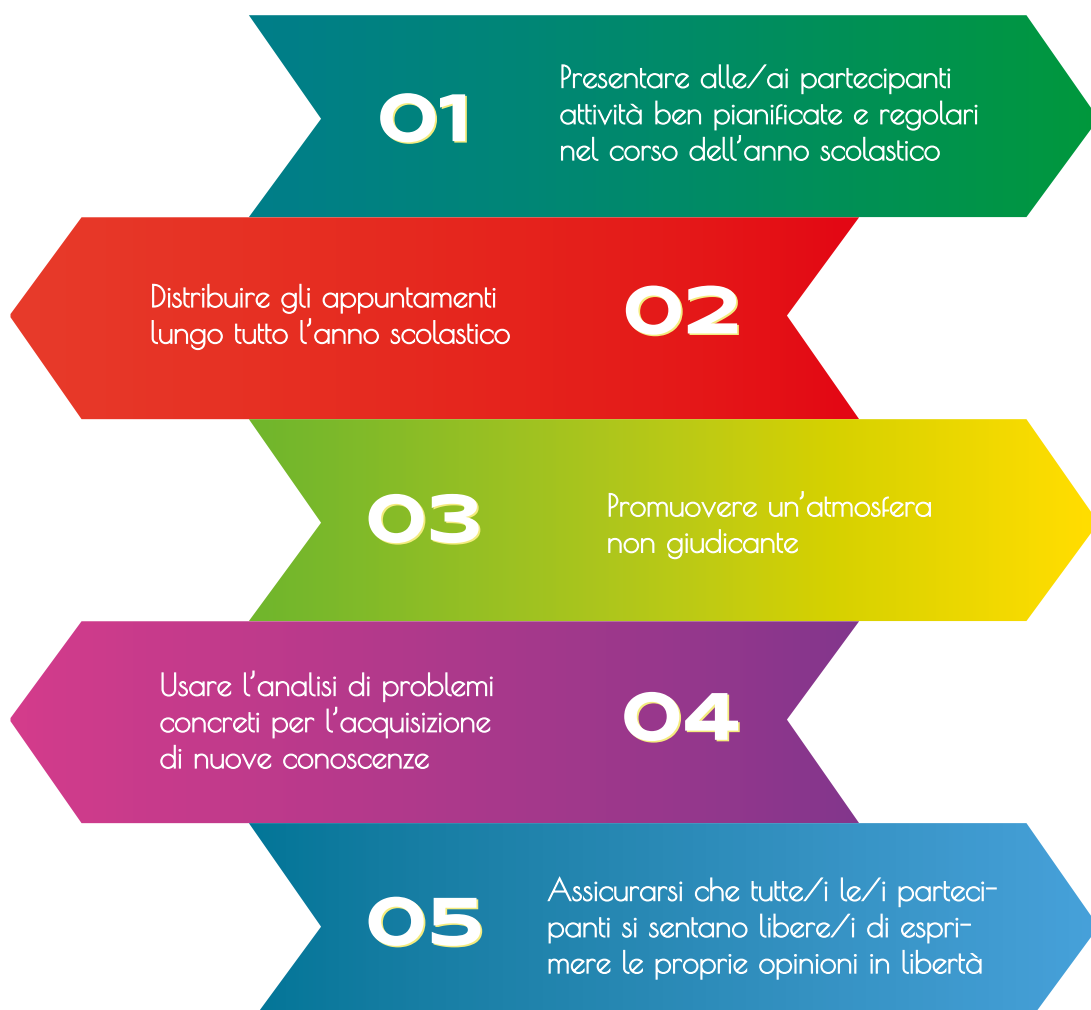 01
Presentare alle/ai partecipanti
attività ben pianificate e regolari
nel corso dell'anno scolastico
Distribuire gli appuntamenti
lungo tutto l'anno scolastico
02
03
Promuovere un'atmosfera
non giudicante
Usare l'analisi di problemi
concreti per l'acquisizione
di nuove conoscenze
04
05
Assicurarsi che tutte/i le/i parteci-
panti si sentano libere/i di espri-
mere le proprie opinioni in libertà